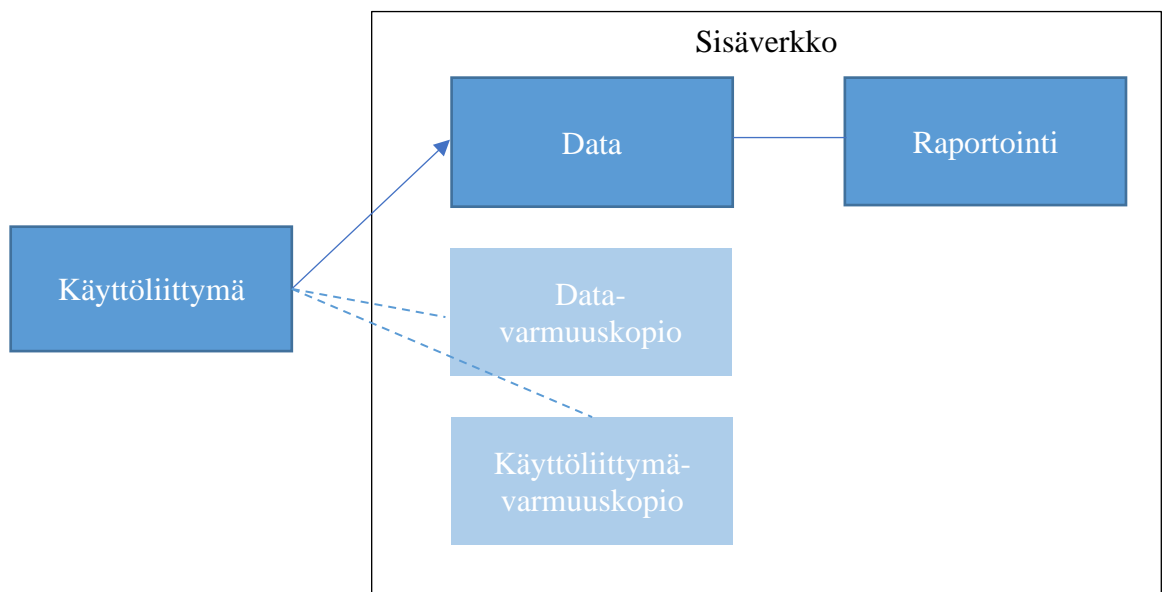 Sisäverkko
Data
Raportointi
Käyttöliittymä
Data-
varmuuskopio
Käyttöliittymä-
varmuuskopio